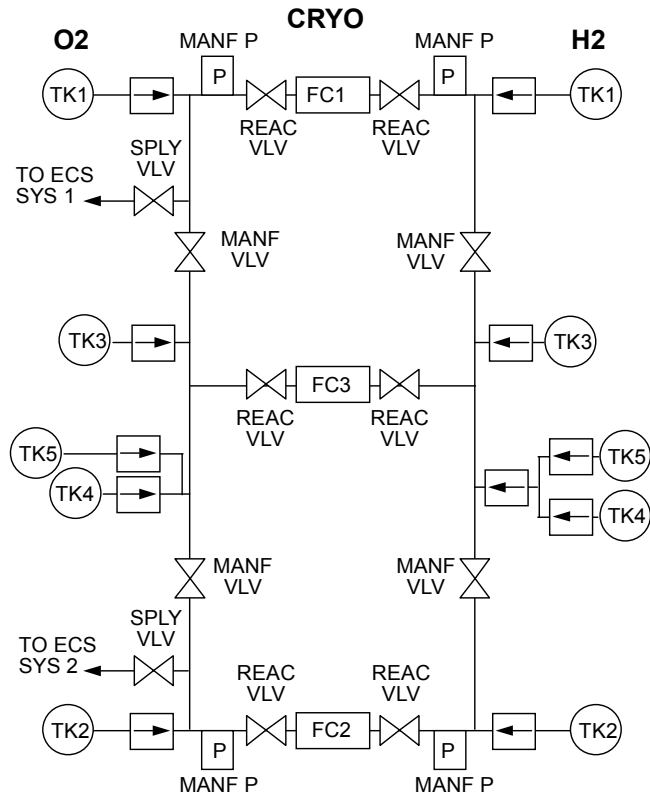 CRYO
O2
MANF P
MANF P
H2
TK1
P
FC1
P
TK1
REAC
VLV
REAC
VLV
SPLY
VLV
TO ECS
SYS 1
MANF
VLV
MANF
VLV
TK3
TK3
FC3
REAC
VLV
REAC
VLV
TK5
TK4
TK5
TK4
MANF
VLV
MANF
VLV
SPLY
VLV
TO ECS
SYS 2
REAC
VLV
REAC
VLV
TK2
P
FC2
P
TK2
MANF P
MANF P